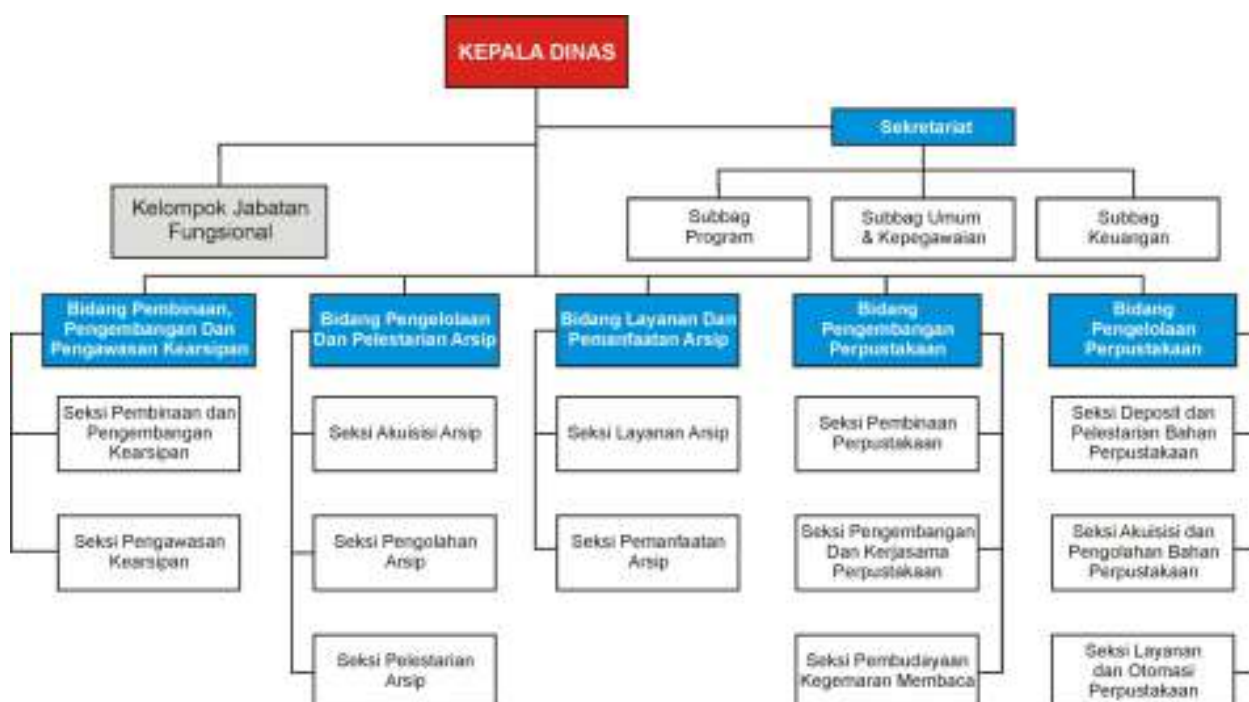 KEPALA DINAS
Sekretariat
Kelompok Jabatan
Fungsional
Subbag
Program
Subbag Umum
& Kepegawaian
Subbag
Keuangan
Bidang Pembinaan,
Pengembangan Dan
Pengawasan Kearsipan
Bidang Pengelolaan
Dan Pelestarian Arsip
Bidang Layanan Dan
Pemanfaatan Arsip
Bidang
Pengembangan
Perpustakaan
Bidang
Pengelolaan
Perpustakaan
Seksi Pembinaan dan
Pengembangan
Kearsipan
Seksi Akuisisi Arsip
Seksi Layanan Arsip
Seksi Pembinaan
Perpustakaan
Seksi Deposit dan
Pelestarian Bahan
Perpustakaan
Seksi Pengawasan
Kearsipan
Seksi Pengolahan
Arsip
Seksi Pemanfaatan
Arsip
Seksi Pengembangan
Dan Kerjasama
Perpustakaan
Seksi Akuisisi dan
Pengolahan Bahan
Perpustakaan
Seksi Pelestarian
Arsip
Seksi Pembudayaan
Kegemaran Membaca
Seksi Layanan
dan Otomasi
Perpustakaan